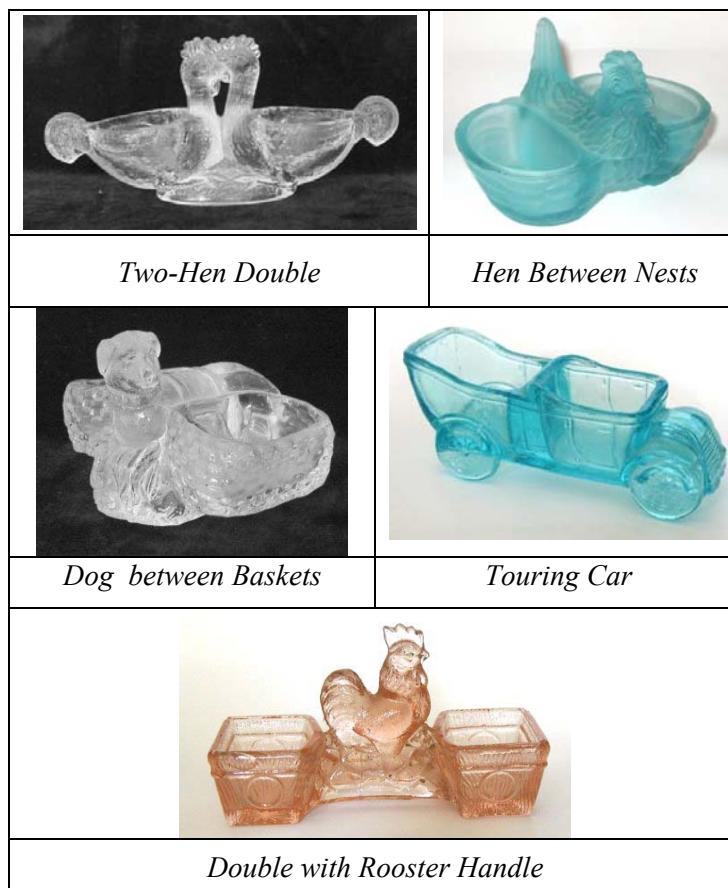 Two-Hen Double
Hen Between Nests
Dog between Baskets
Touring Car
Double with Rooster Handle